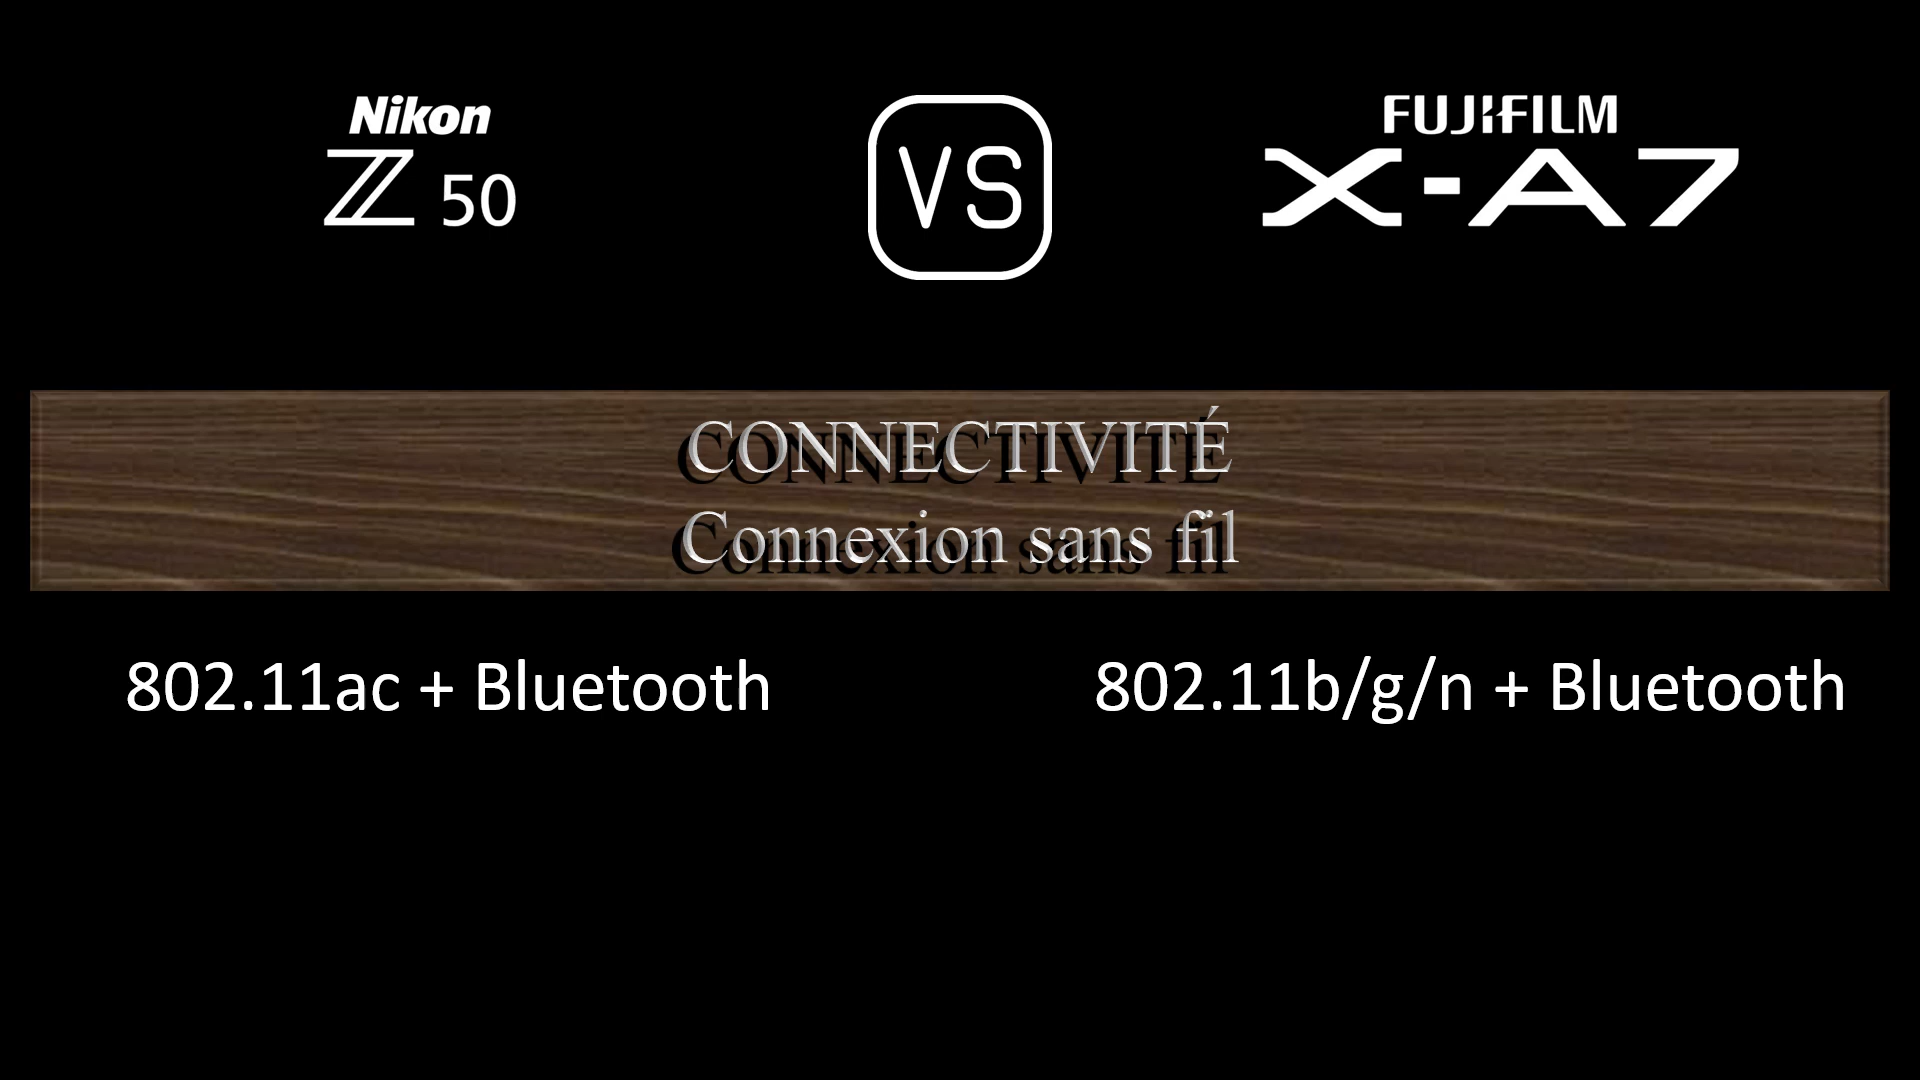 Nikon
Z 50
VS
FUJIFILM
X-A7
CONNECTIVITÉ
Connexion sans fil
802.11ac + Bluetooth
802.11b/g/n + Bluetooth